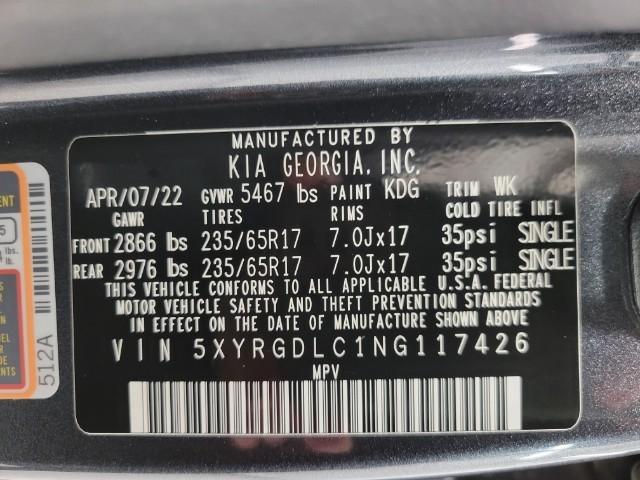 MANUFACTURED BY
KIA GEORGIA, INC.
APR/07/22 GVWR 5467 lbs PAINT KDG TRIM WK
GAWR TIRES RIMS COLD TIRE INFL
FRONT 2866 lbs 235/65R17 7.0Jx17 35psi SINGLE
REAR 2976 lbs 235/65R17 7.0Jx17 35psi SINGLE
THIS VEHICLE CONFORMS TO ALL APPLICABLE U.S.A. FEDERAL
MOTOR VEHICLE SAFETY AND THEFT PREVENTION STANDARDS
IN EFFECT ON THE DATE OF MANUFACTURE SHOWN ABOVE
VIN 5XYRGDLC1NG117426
MPV
512A